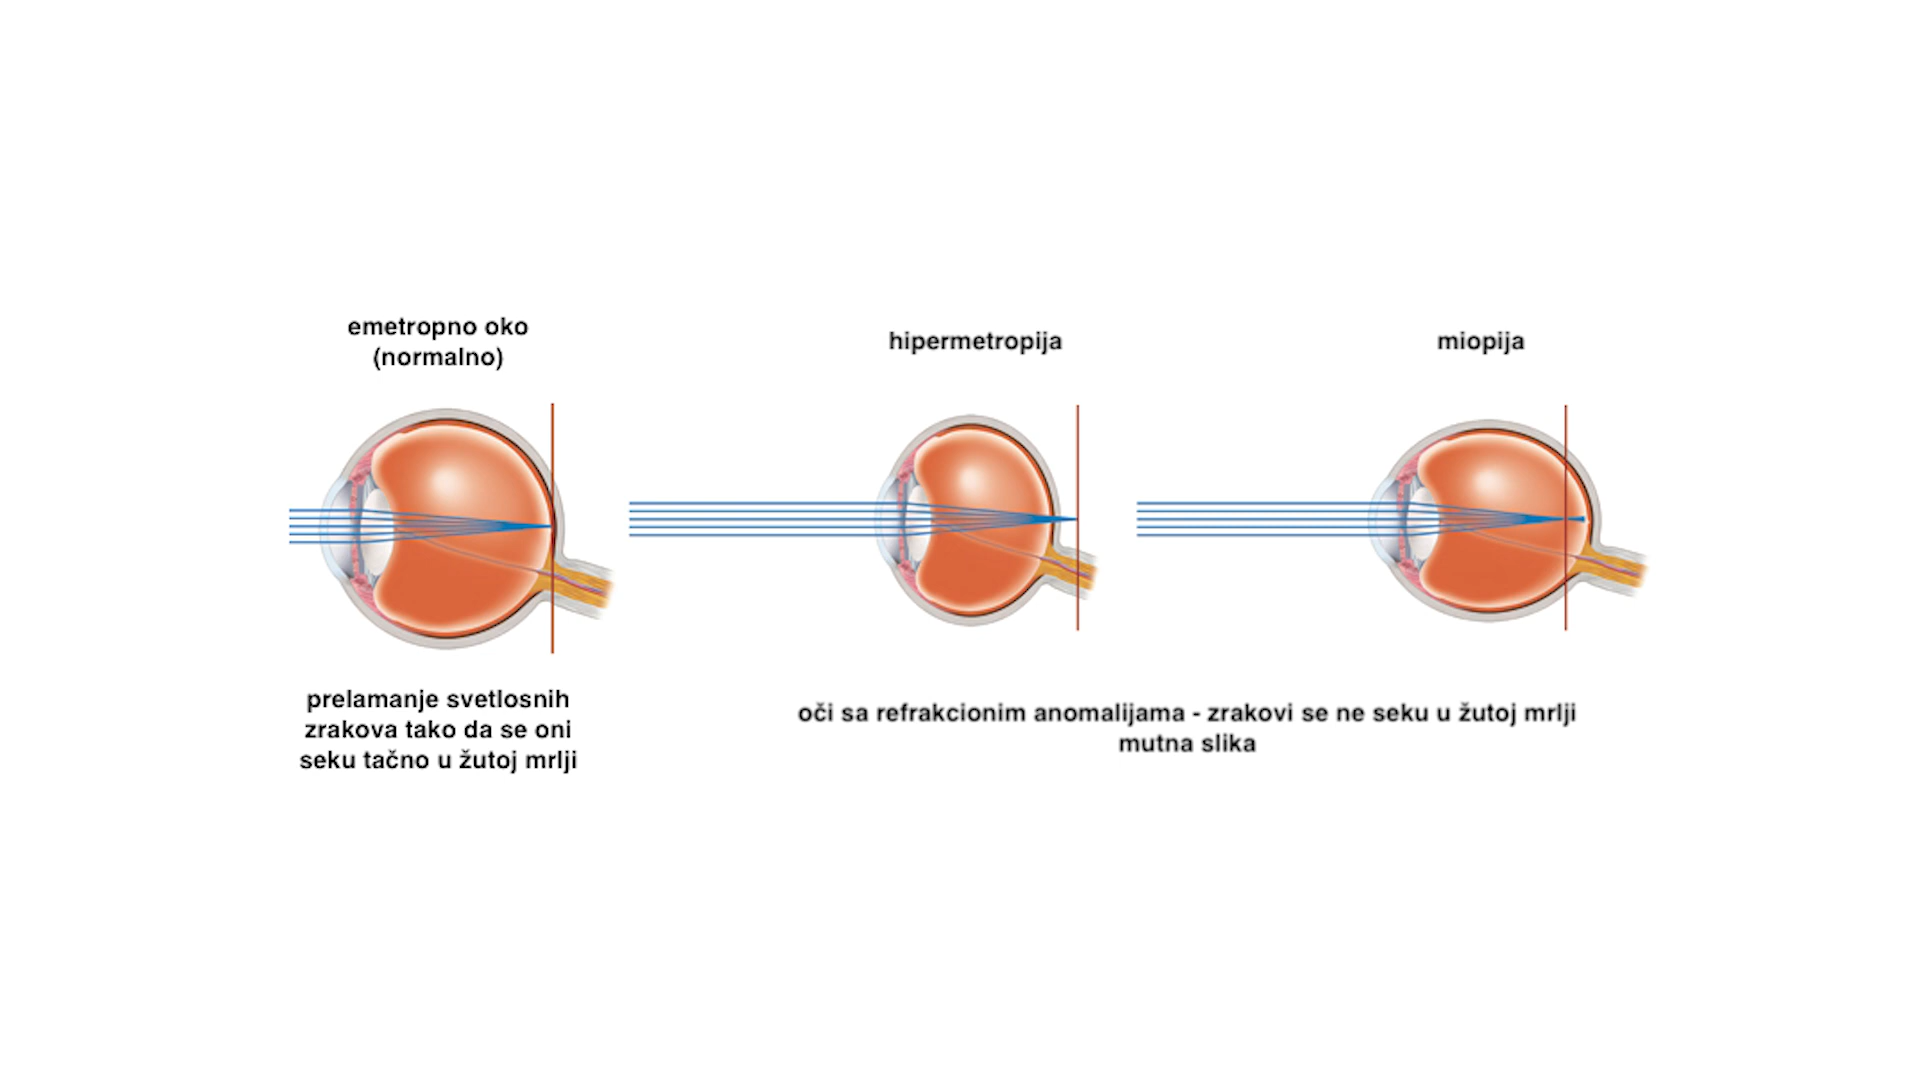 emetropno oko
(normalno)
hipermetropija
miopija
prelamanje svetlosnih
zrakova tako da se oni
seku tačno u žutoj mrlji
oči sa refrakcionim anomalijama - zrakovi se ne seku u žutoj mrlji
mutna slika